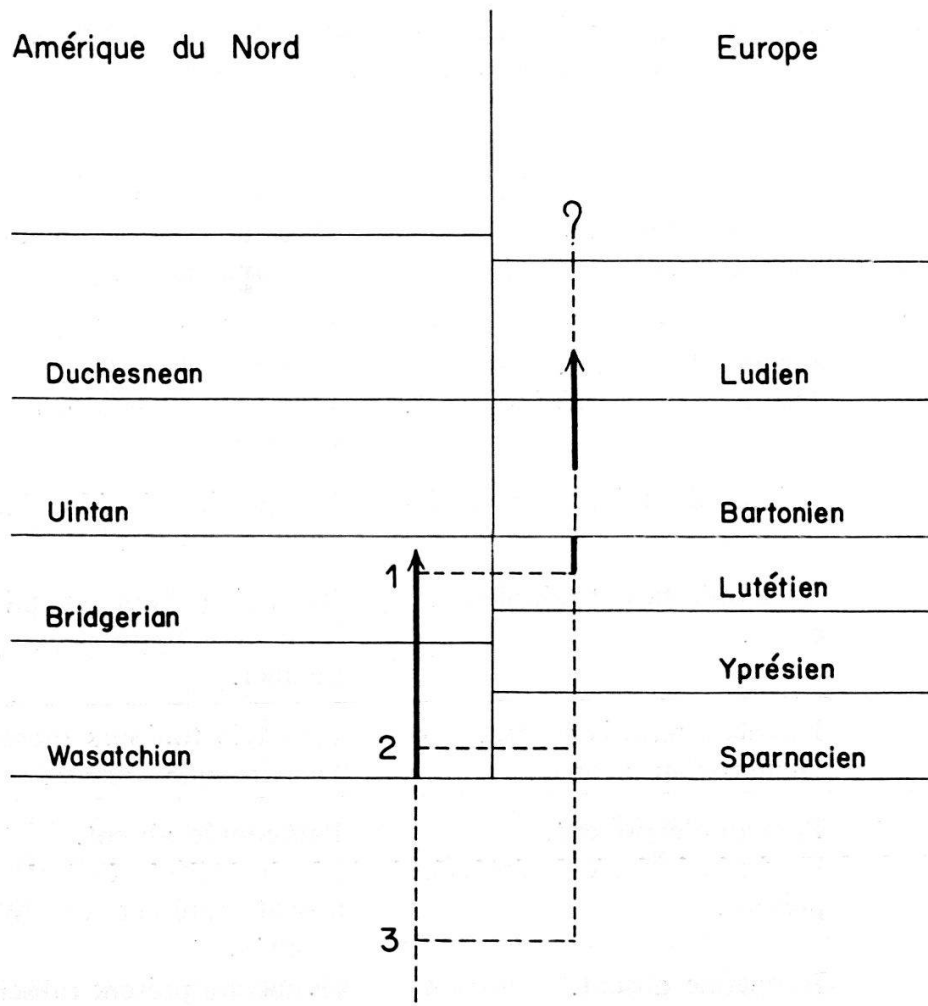 Amérique du Nord
Europe
?
Duchesnean
Ludien
Uintan
Bartonien
1
Lutétien
Bridgerian
Yprésien
2
Wasatchian
Sparnacien
3